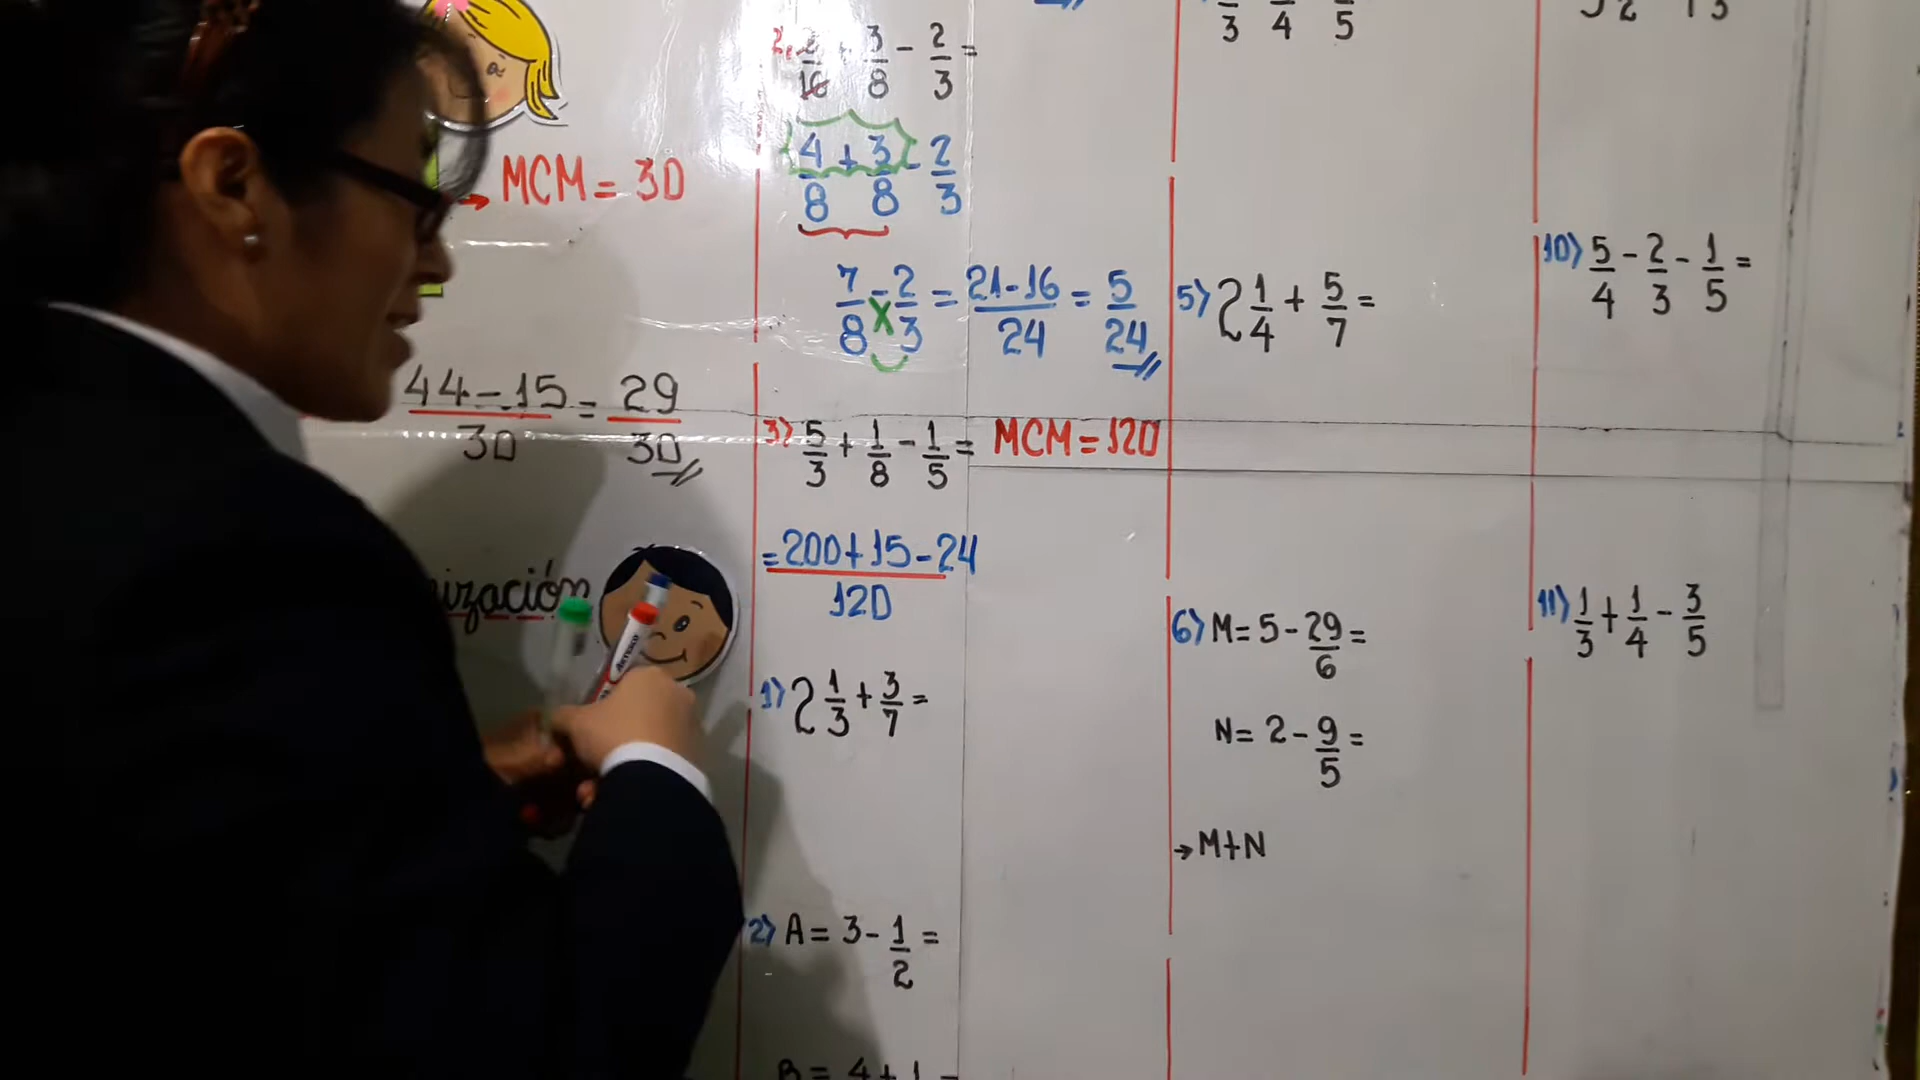 → MCM = 30
44 - 15 / 30 = 29 / 30
ización
ARTESCO
2/16 + 3/8 - 2/3 =
4/8 + 3/8 - 2/3
7/8 - 2/3 = 21 - 16 / 24 = 5/24
3) 5/3 + 1/8 - 1/5 = MCM = 120
= 200 + 15 - 24 / 120
1) 2 1/3 + 3/7 =
2) A = 3 - 1/2 =
B = 4 + 1 =
3 4 5
5) 2 1/4 + 5/7 =
6) M = 5 - 29/6 =
N = 2 - 9/5 =
→ M + N
10) 5/4 - 2/3 - 1/5 =
11) 1/3 + 1/4 - 3/5